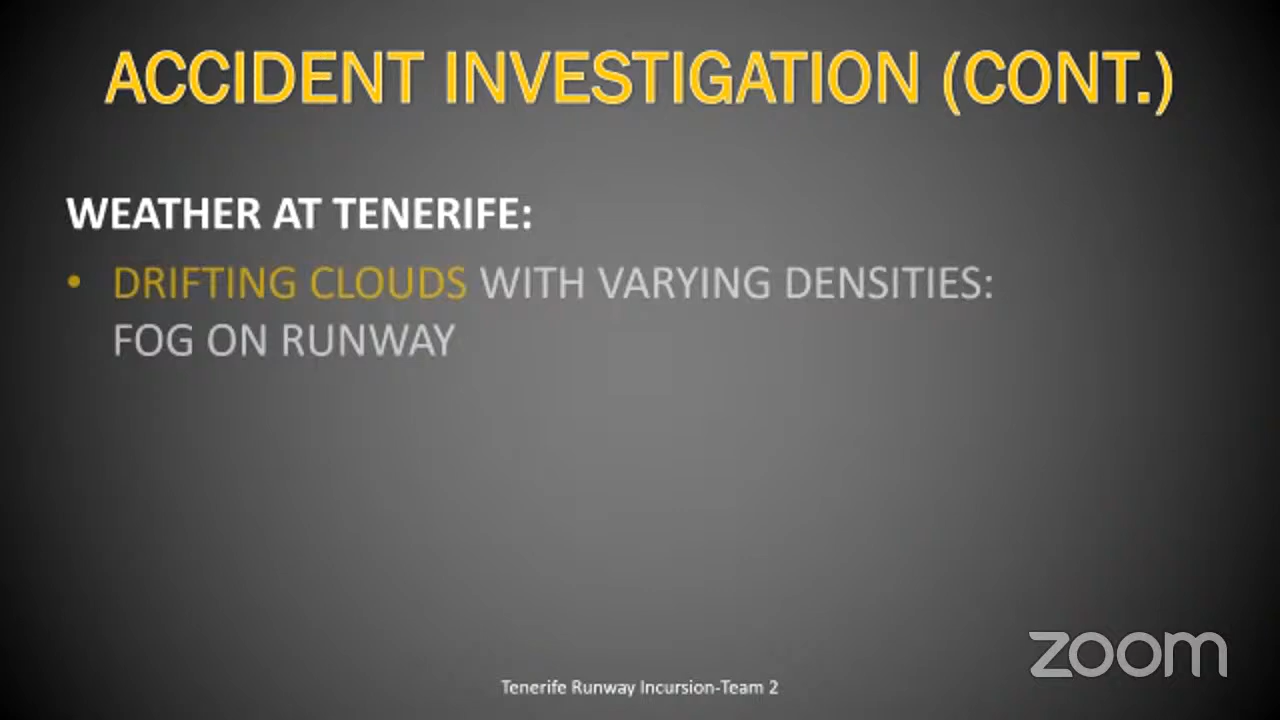 ACCIDENT INVESTIGATION (CONT.)
WEATHER AT TENERIFE:
• DRIFTING CLOUDS WITH VARYING DENSITIES:
FOG ON RUNWAY
zoom
Tenerife Runway Incursion-Team 2